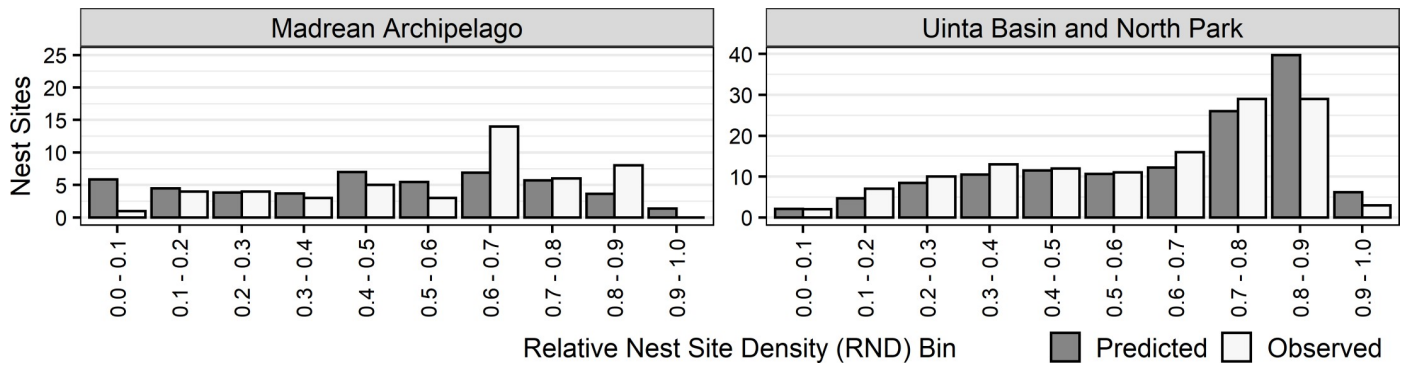 Madrean Archipelago
Uinta Basin and North Park
Nest Sites
25
20
15
10
5
0
40
30
20
10
0
0.0 - 0.1
0.1 - 0.2
0.2 - 0.3
0.3 - 0.4
0.4 - 0.5
0.5 - 0.6
0.6 - 0.7
0.7 - 0.8
0.8 - 0.9
0.9 - 1.0
0.0 - 0.1
0.1 - 0.2
0.2 - 0.3
0.3 - 0.4
0.4 - 0.5
0.5 - 0.6
0.6 - 0.7
0.7 - 0.8
0.8 - 0.9
0.9 - 1.0
Relative Nest Site Density (RND) Bin
Predicted
Observed